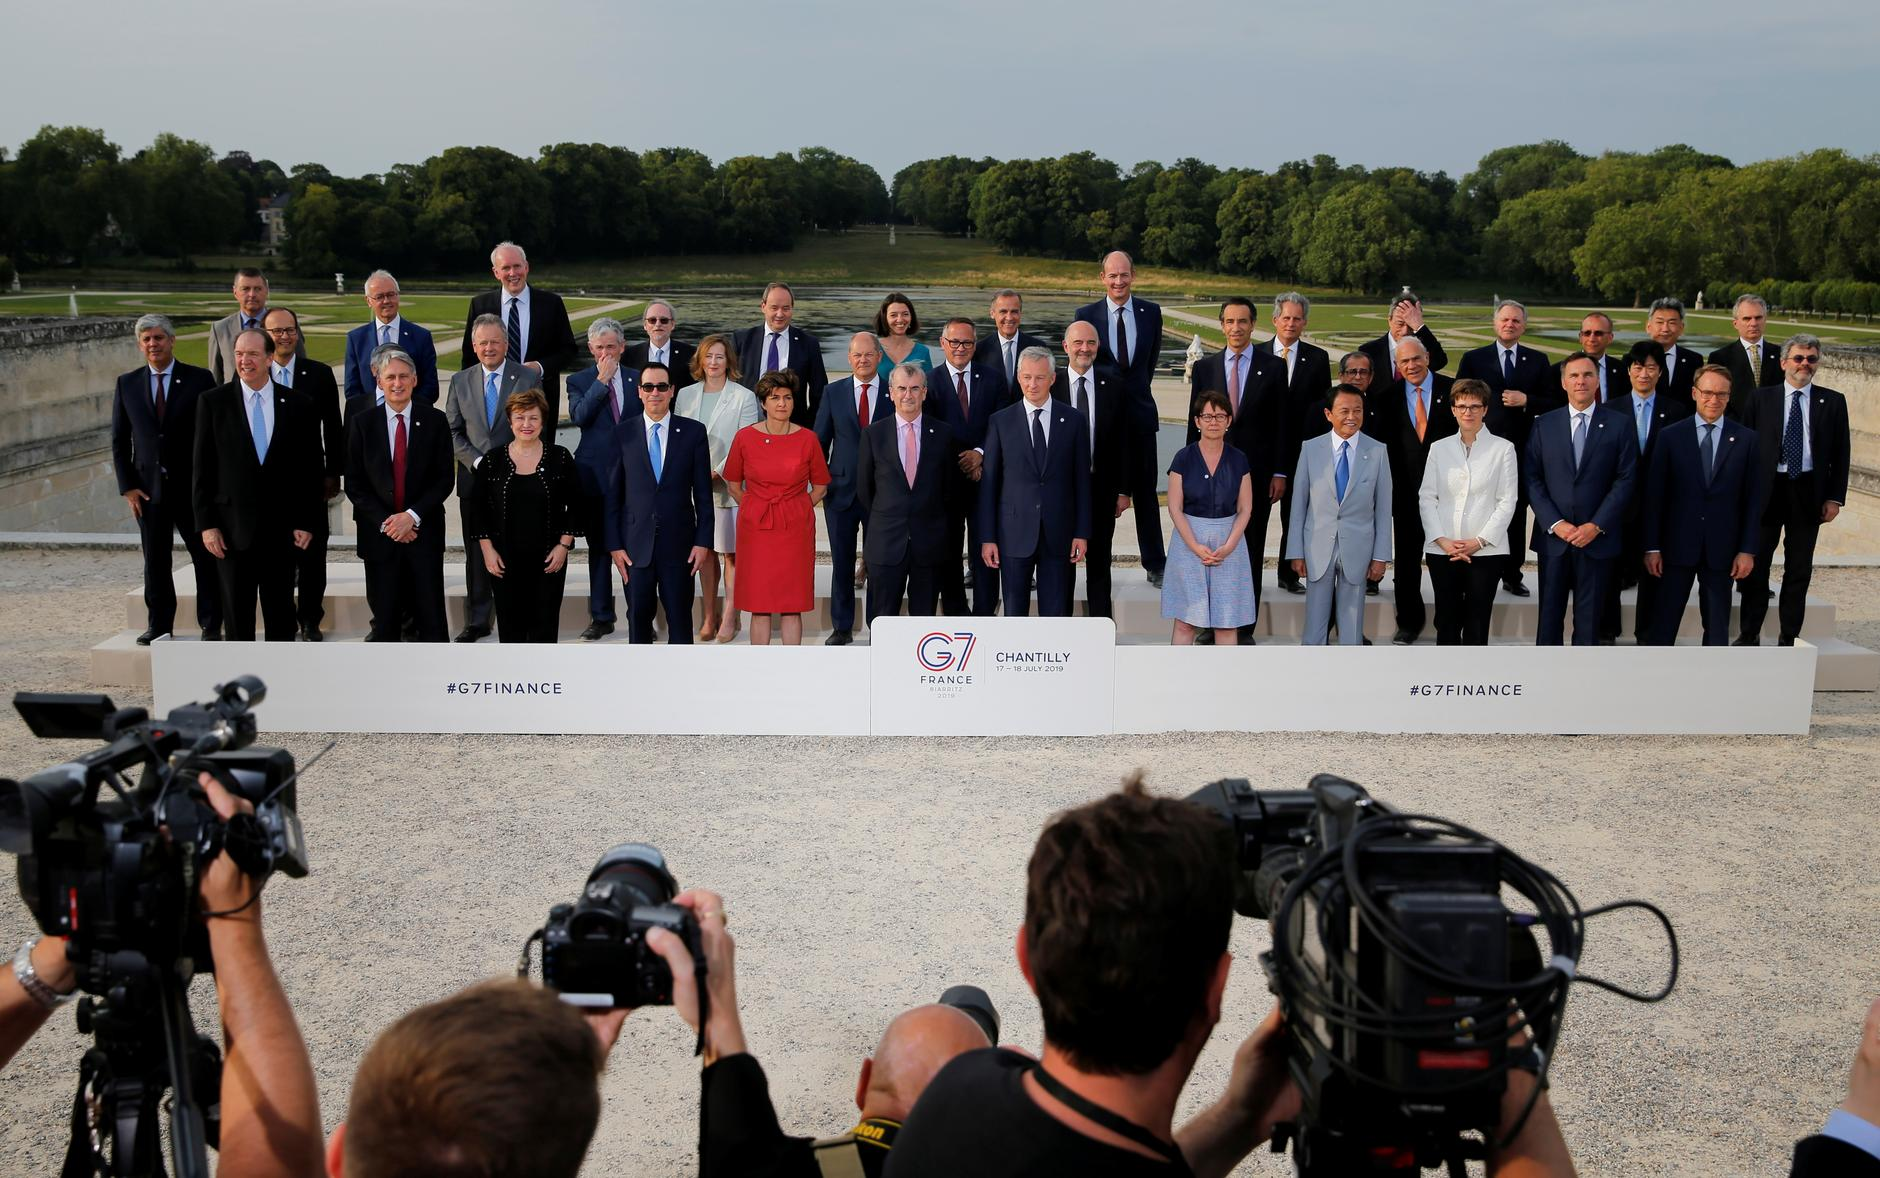 #G7FINANCE
G7
FRANCE
BIARRITZ
2019
CHANTILLY
17 – 18 JULY 2019
#G7FINANCE